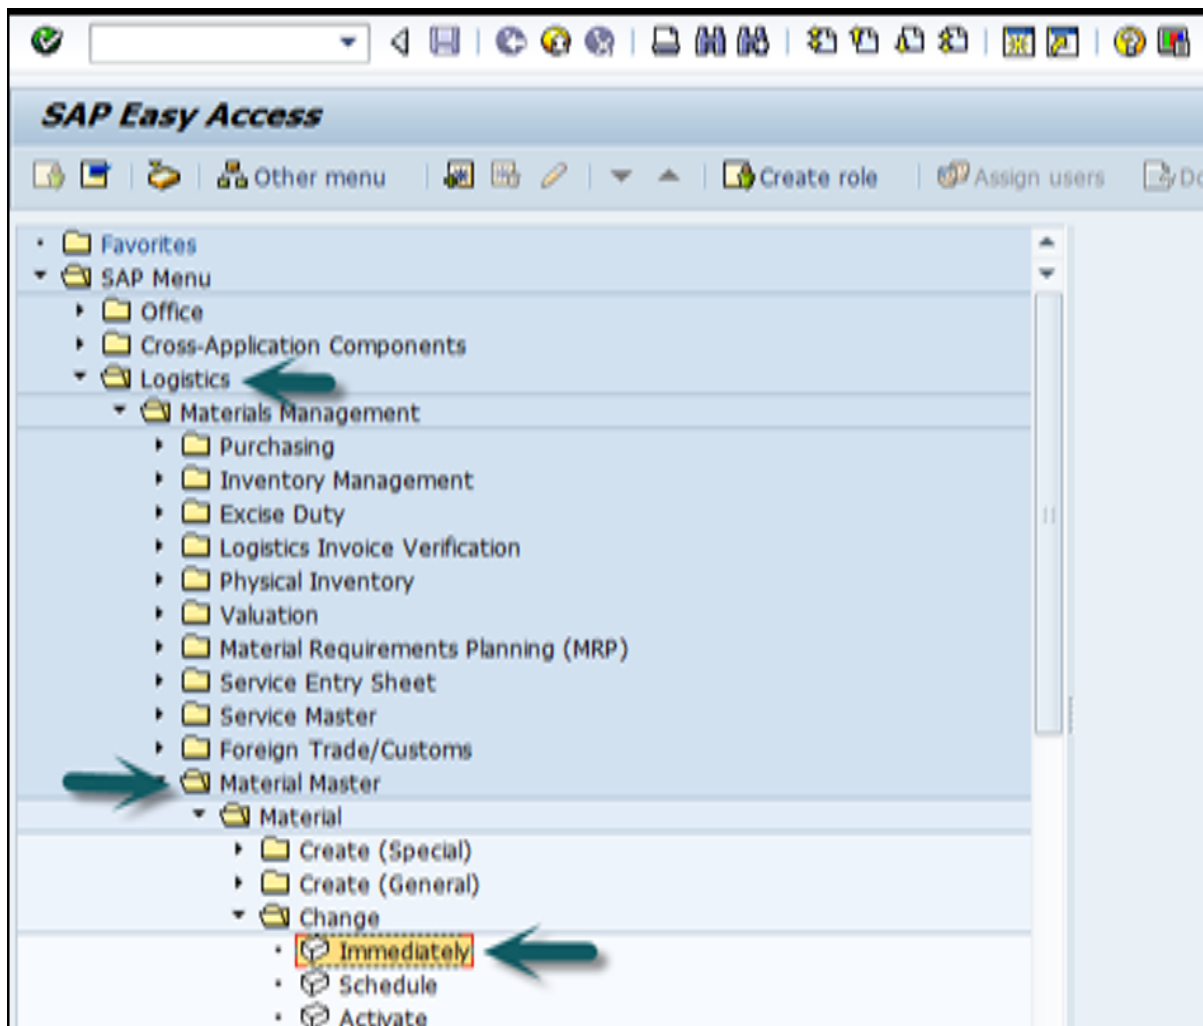 SAP Easy Access
Other menu Create role Assign users Do
Favorites
SAP Menu
Office
Cross-Application Components
Logistics
Materials Management
Purchasing
Inventory Management
Excise Duty
Logistics Invoice Verification
Physical Inventory
Valuation
Material Requirements Planning (MRP)
Service Entry Sheet
Service Master
Foreign Trade/Customs
Material Master
Material
Create (Special)
Create (General)
Change
Immediately
Schedule
Activate